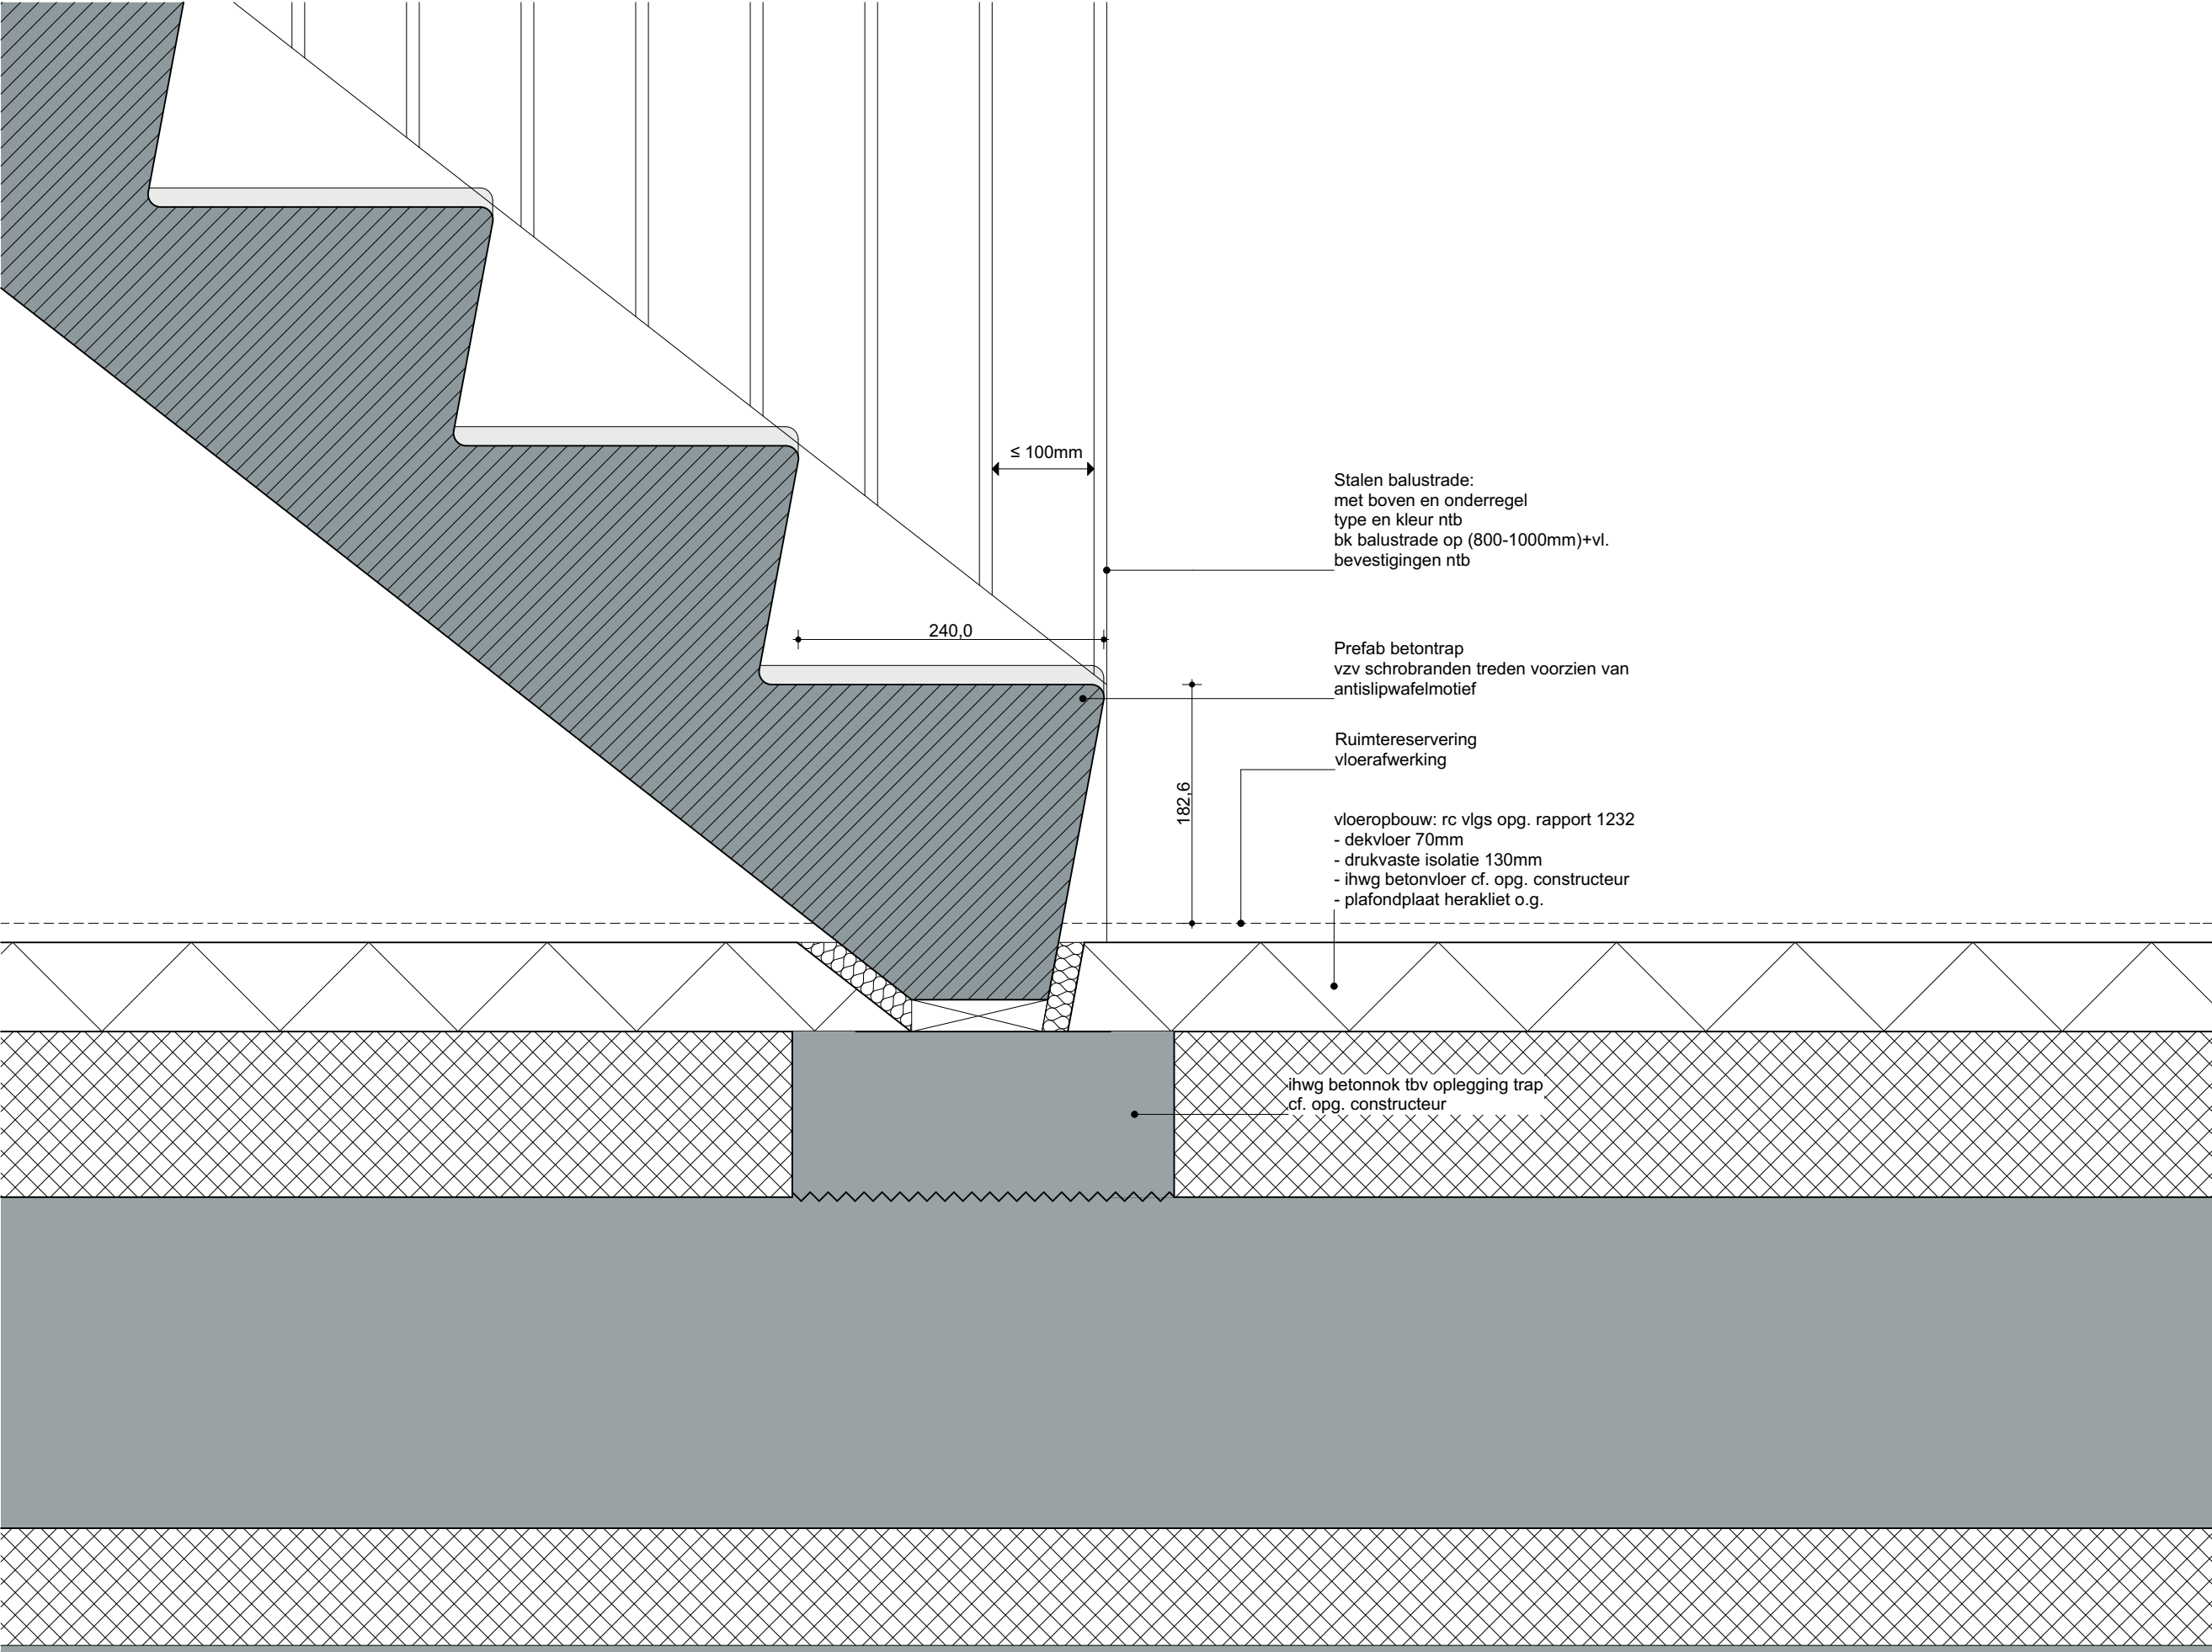 ≤ 100mm
Stalen balustrade:
met boven en onderregel
type en kleur ntb
bk balustrade op (800-1000mm)+vl.
bevestigingen ntb
240,0
Prefab betontrap
vzv schrobranden treden voorzien van
antislipwafelmotief
Ruimtereservering
vloerafwerking
182,6
vloeropbouw: rc vlgs opg. rapport 1232
- dekvloer 70mm
- drukvaste isolatie 130mm
- ihwg betonvloer cf. opg. constructeur
- plafondplaat herakliet o.g.
ihwg betonnok tbv oplegging trap
cf. opg. constructeur